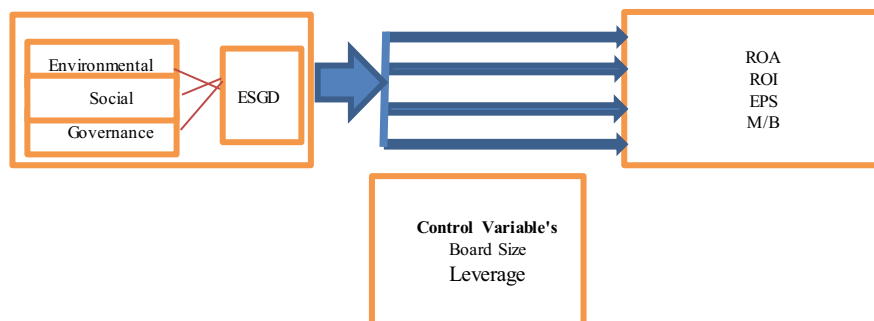 Environmental
Social
Governance
ESGD
ROA
ROI
EPS
M/B
Control Variable's
Board Size
Leverage